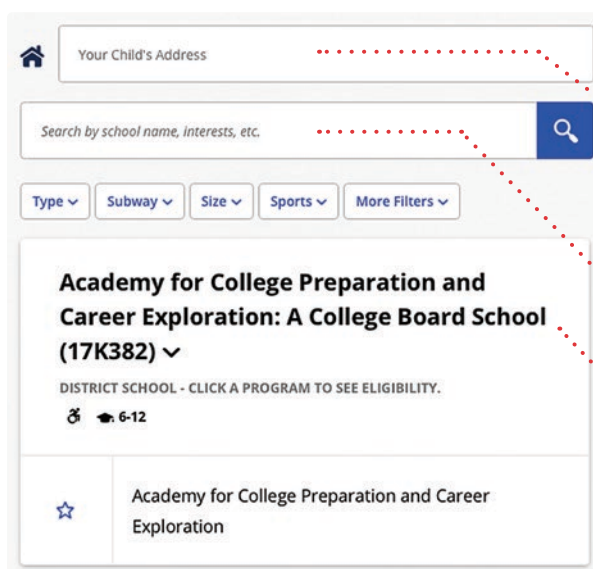 Your Child's Address
Search by school name, interests, etc.
Type Subway Size Sports More Filters
Academy for College Preparation and
Career Exploration: A College Board School
(17K382)
DISTRICT SCHOOL - CLICK A PROGRAM TO SEE ELIGIBILITY.
6-12
Academy for College Preparation and Career
Exploration